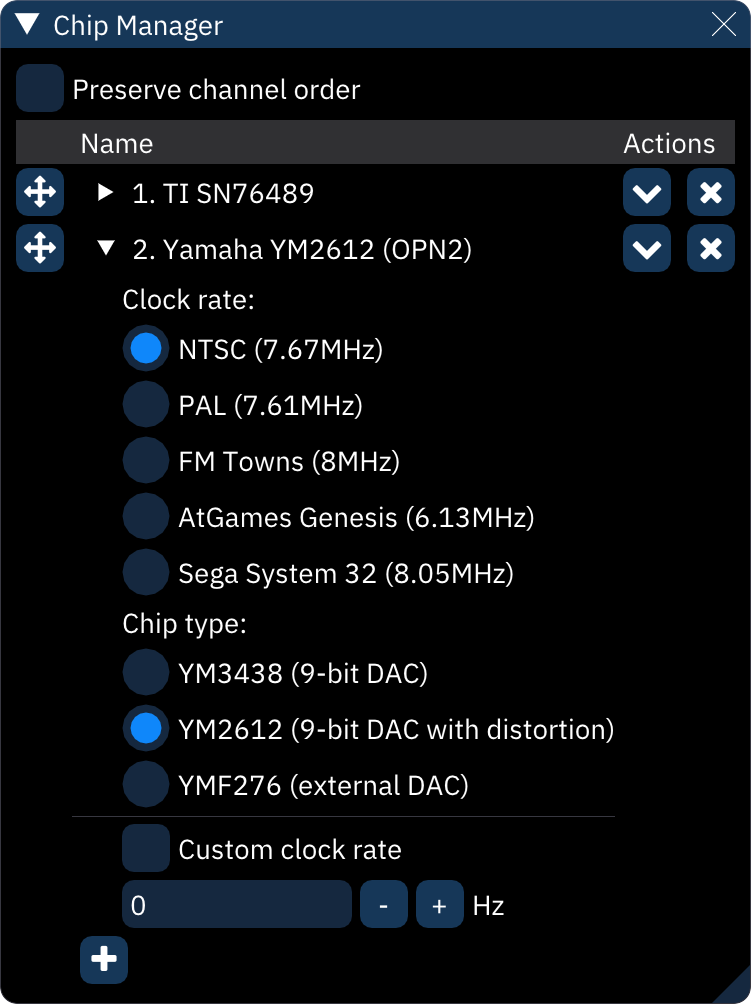 Chip Manager
Preserve channel order
Name Actions
1. TI SN76489
2. Yamaha YM2612 (OPN2)
Clock rate:
NTSC (7.67MHz)
PAL (7.61MHz)
FM Towns (8MHz)
AtGames Genesis (6.13MHz)
Sega System 32 (8.05MHz)
Chip type:
YM3438 (9-bit DAC)
YM2612 (9-bit DAC with distortion)
YMF276 (external DAC)
Custom clock rate
0 - + Hz